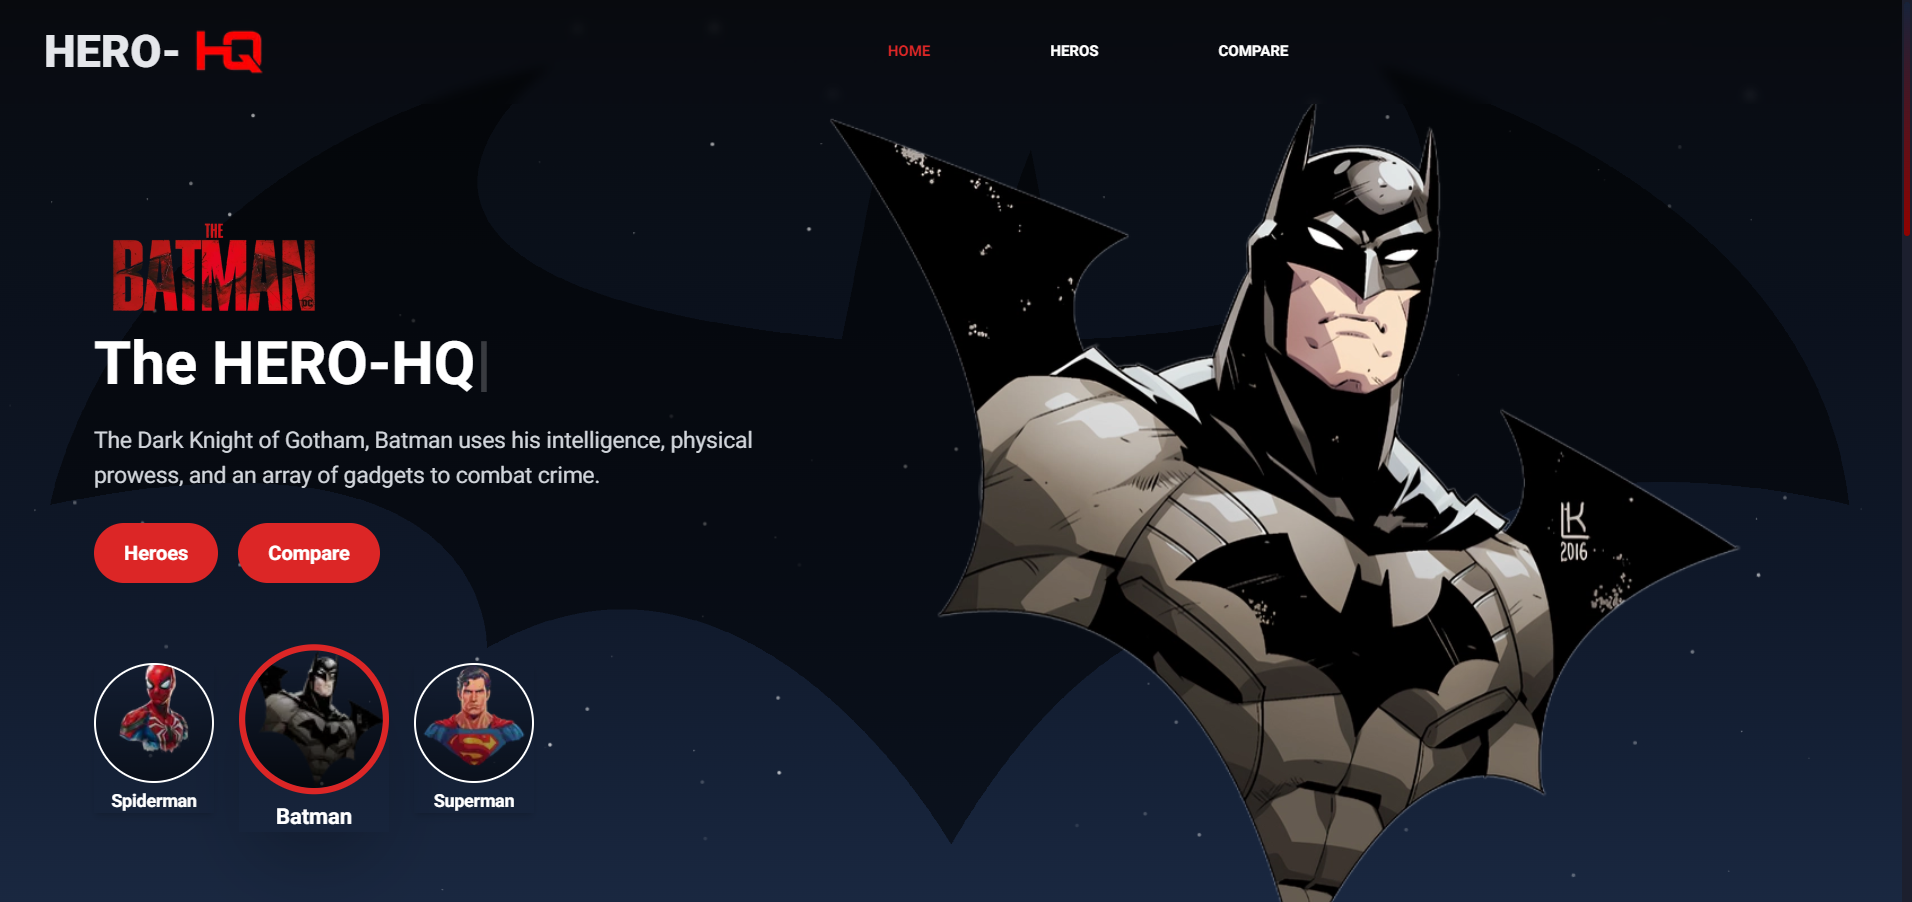 HERO- HQ
HOME HEROS COMPARE
THE
BATMAN
DC
The HERO-HQ
The Dark Knight of Gotham, Batman uses his intelligence, physical
prowess, and an array of gadgets to combat crime.
Heroes Compare
LK
2016
Spiderman Batman Superman